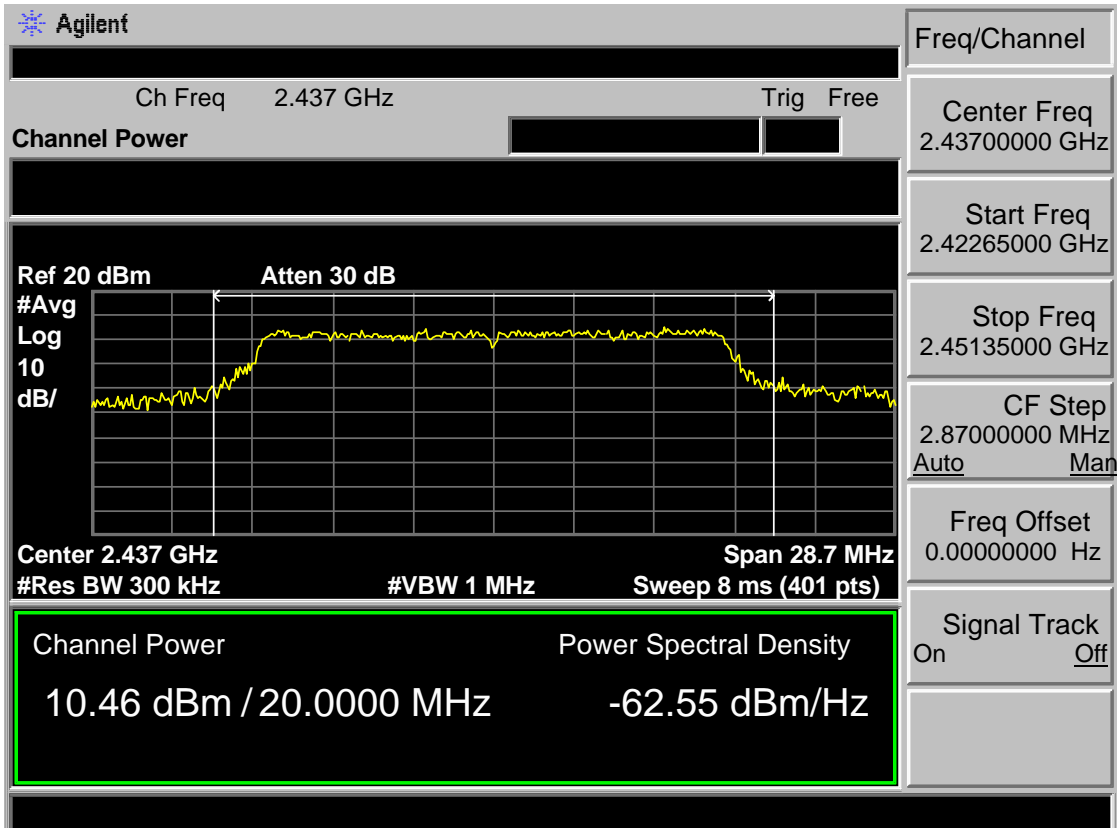 Agilent
Freq/Channel
Ch Freq 2.437 GHz Trig Free
Channel Power
Center Freq
2.43700000 GHz
Start Freq
2.42265000 GHz
Stop Freq
2.45135000 GHz
CF Step
2.87000000 MHz
Auto Man
Freq Offset
0.00000000 Hz
Signal Track
On Off
Ref 20 dBm Atten 30 dB
#Avg
Log
10
dB/
Center 2.437 GHz Span 28.7 MHz
#Res BW 300 kHz #VBW 1 MHz Sweep 8 ms (401 pts)
Channel Power Power Spectral Density
10.46 dBm / 20.0000 MHz -62.55 dBm/Hz